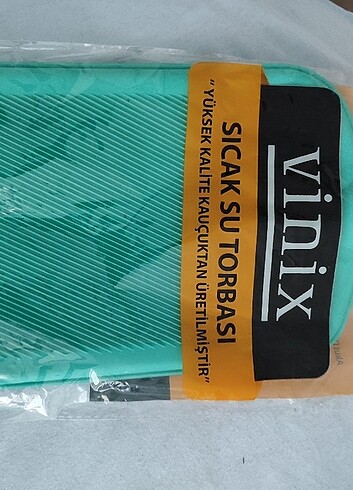 vinix
SICAK SU TORBASI
"YÜKSEK KALİTE KAUÇUKTAN ÜRETİLMİŞTİR"